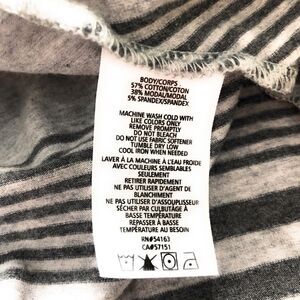 BODY/CORPS
57% COTTON/COTON
38% MODAL/MODAL
5% SPANDEX/SPANDEX
MACHINE WASH COLD WITH
LIKE COLORS ONLY
REMOVE PROMPTLY
DO NOT BLEACH
DO NOT USE FABRIC SOFTENER
TUMBLE DRY LOW
COOL IRON WHEN NEEDED
LAVER À LA MACHINE À L'EAU FROIDE
AVEC COULEURS SEMBLABLES
SEULEMENT
RETIRER RAPIDEMENT
NE PAS UTILISER D'AGENT DE
BLANCHIMENT
NE PAS UTILISER D'ASSOUPLISSEUR
SÉCHER PAR CULBUTAGE À
BASSE TEMPÉRATURE
REPASSER À BASSE
TEMPÉRATURE AU BESOIN
RN#54163
CA#57151